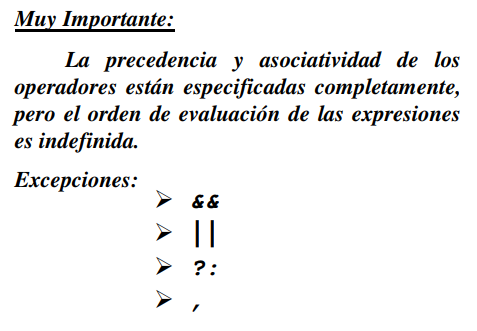 Muy Importante:
La precedencia y asociatividad de los
operadores están especificadas completamente,
pero el orden de evaluación de las expresiones
es indefinida.
Excepciones:
➢ &&
➢ ||
➢ ?:
➢ ,